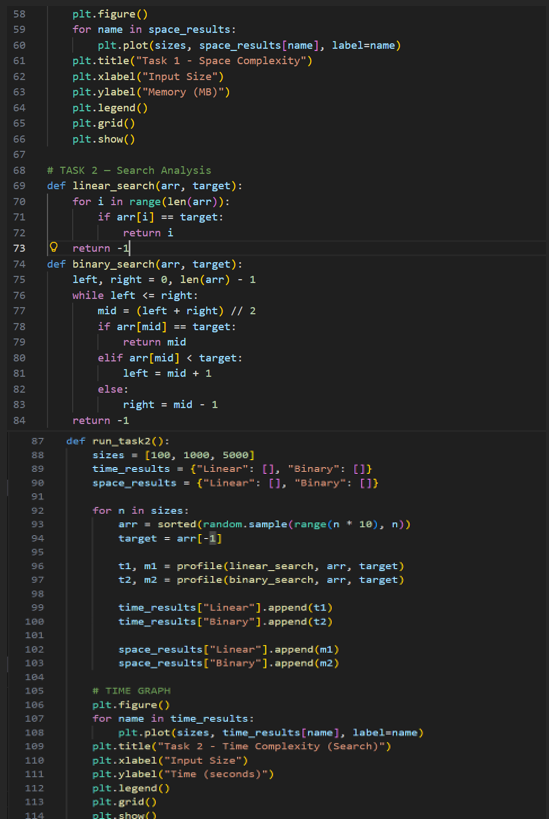 58 plt.figure()
59 for name in space_results:
60 plt.plot(sizes, space_results[name], label=name)
61 plt.title("Task 1 - Space Complexity")
62 plt.xlabel("Input Size")
63 plt.ylabel("Memory (MB)")
64 plt.legend()
65 plt.grid()
66 plt.show()
67
68 # TASK 2 — Search Analysis
69 def linear_search(arr, target):
70 for i in range(len(arr)):
71 if arr[i] == target:
72 return i
73 return -1
74 def binary_search(arr, target):
75 left, right = 0, len(arr) - 1
76 while left <= right:
77 mid = (left + right) // 2
78 if arr[mid] == target:
79 return mid
80 elif arr[mid] < target:
81 left = mid + 1
82 else:
83 right = mid - 1
84 return -1
87 def run_task2():
88 sizes = [100, 1000, 5000]
89 time_results = {"Linear": [], "Binary": []}
90 space_results = {"Linear": [], "Binary": []}
91
92 for n in sizes:
93 arr = sorted(random.sample(range(n * 10), n))
94 target = arr[-1]
95
96 t1, m1 = profile(linear_search, arr, target)
97 t2, m2 = profile(binary_search, arr, target)
98
99 time_results["Linear"].append(t1)
100 time_results["Binary"].append(t2)
101
102 space_results["Linear"].append(m1)
103 space_results["Binary"].append(m2)
104
105 # TIME GRAPH
106 plt.figure()
107 for name in time_results:
108 plt.plot(sizes, time_results[name], label=name)
109 plt.title("Task 2 - Time Complexity (Search)")
110 plt.xlabel("Input Size")
111 plt.ylabel("Time (seconds)")
112 plt.legend()
113 plt.grid()
114 plt.show()